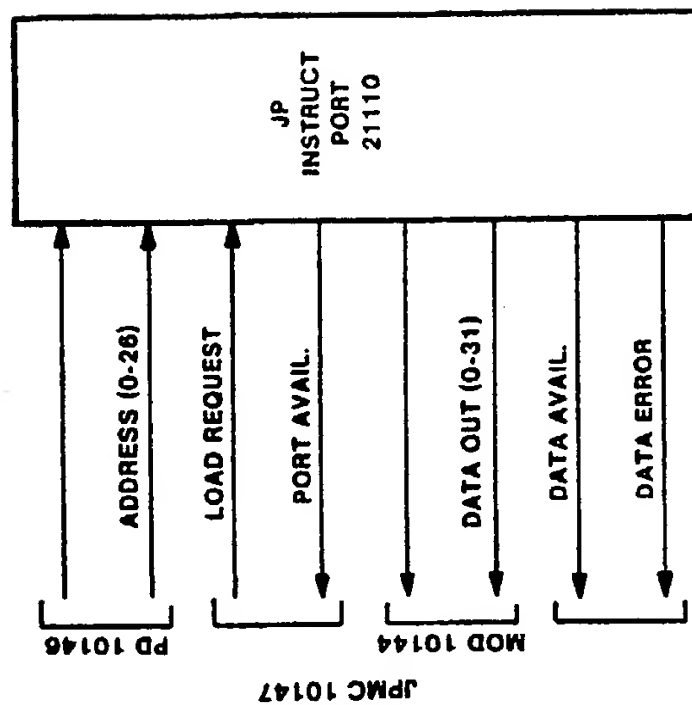 JP
INSTRUCT
PORT
21110
ADDRESS (0-26)
LOAD REQUEST
PORT AVAIL.
DATA OUT (0-31)
DATA AVAIL.
DATA ERROR
PD 10146
MOD 10144
JPMC 10147